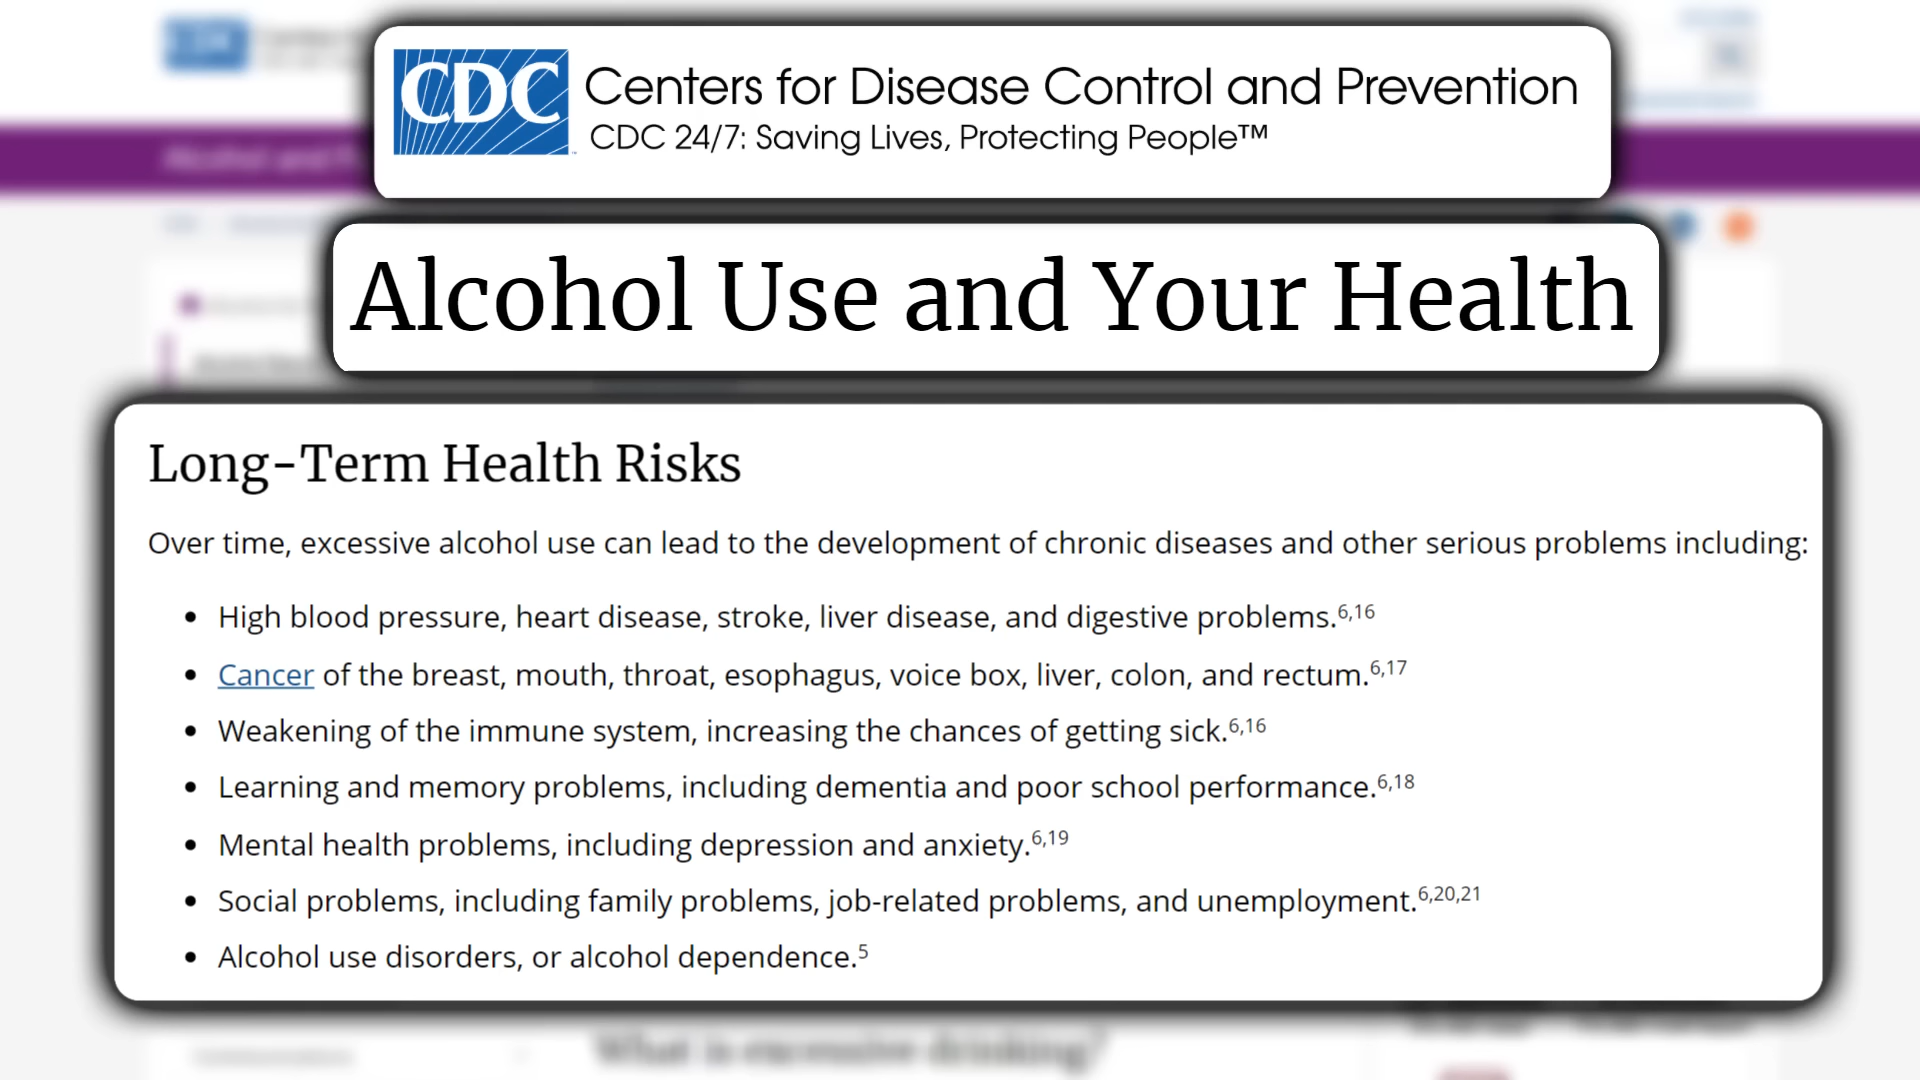 CDC Centers for Disease Control and Prevention
CDC 24/7: Saving Lives, Protecting People™
Alcohol Use and Your Health
Long-Term Health Risks
Over time, excessive alcohol use can lead to the development of chronic diseases and other serious problems including:
• High blood pressure, heart disease, stroke, liver disease, and digestive problems.6,16
• Cancer of the breast, mouth, throat, esophagus, voice box, liver, colon, and rectum.6,17
• Weakening of the immune system, increasing the chances of getting sick.6,16
• Learning and memory problems, including dementia and poor school performance.6,18
• Mental health problems, including depression and anxiety.6,19
• Social problems, including family problems, job-related problems, and unemployment.6,20,21
• Alcohol use disorders, or alcohol dependence.5
What is excessive drinking?